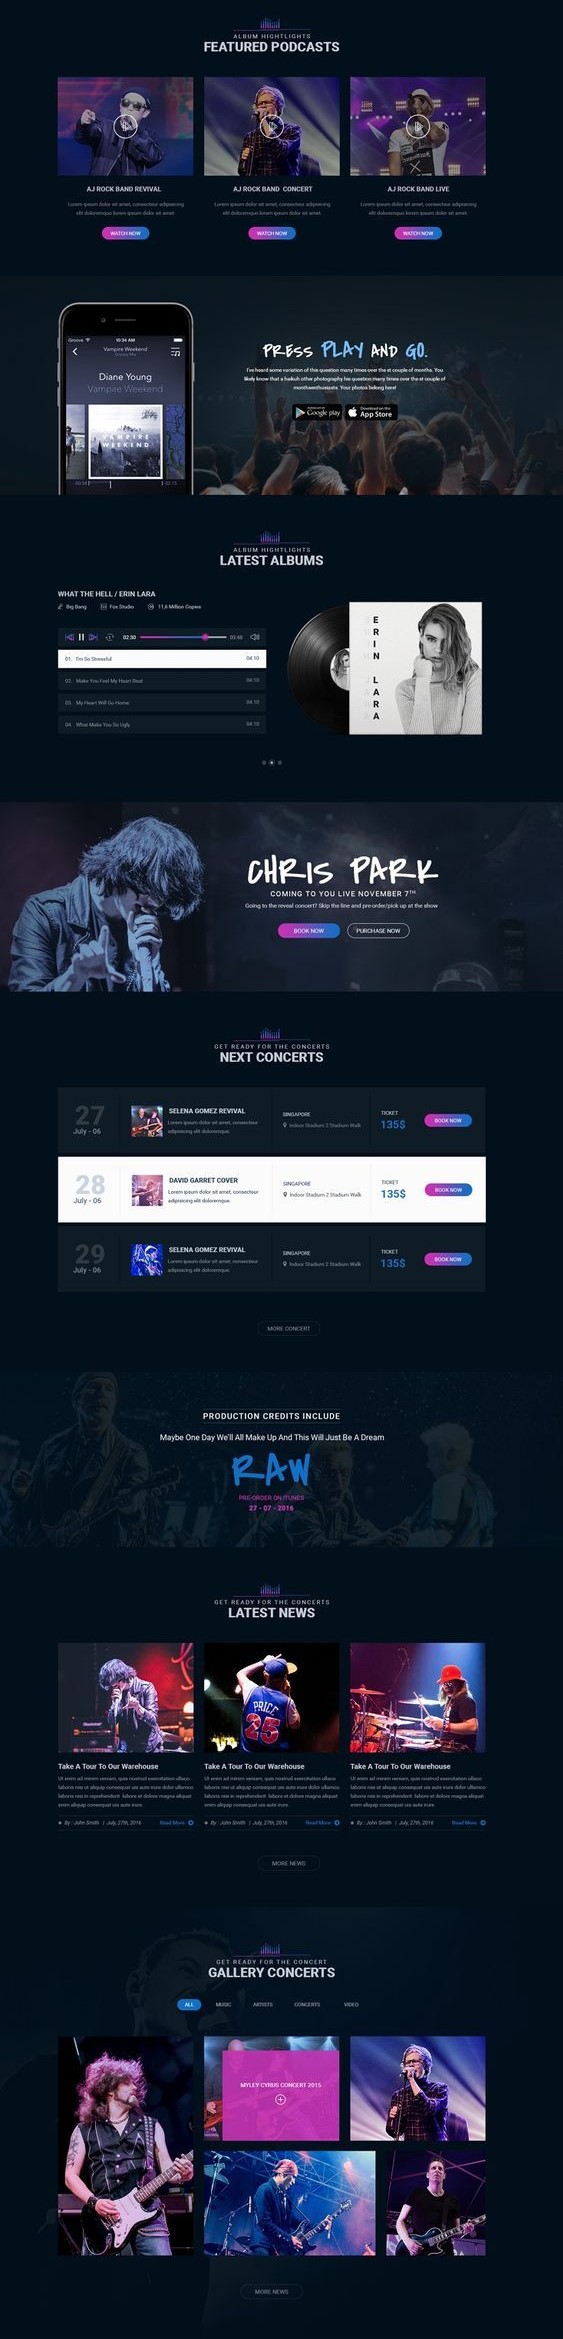 ALBUM HIGHTLIGHTS
FEATURED PODCASTS
AJ ROCK BAND REVIVAL
Lorem ipsum dolor sit amet, consectetur adipisicing
elit doloremque lorem ipsum dolor sit amet
WATCH NOW
AJ ROCK BAND CONCERT
Lorem ipsum dolor sit amet, consectetur adipisicing
elit doloremque lorem ipsum dolor sit amet
WATCH NOW
AJ ROCK BAND LIVE
Lorem ipsum dolor sit amet, consectetur adipisicing
elit doloremque lorem ipsum dolor sit amet
WATCH NOW
Groove 10:34 AM
Vampire Weekend
Diane Young
Vampire Weekend
VAMPIRE
WEEKEND
PRESS PLAY AND GO.
I've heard some variation of this question many times over the st couple of months. You
likely know that a haikuh other photography his question many times over the st couple of
monthsenthusiasts. Your photos belong here!
Google play
Download on the
App Store
ALBUM HIGHTLIGHTS
LATEST ALBUMS
WHAT THE HELL / ERIN LARA
Big Bang Fox Studio 11,6 Million Copies
02:30 03:48
01. I'm So Stressful 04:10
02. Make You Feel My Heart Beat 04:10
03. My Heart Will Go Home 04:10
04. What Make You So Ugly 04:10
ERIN LARA
CHRIS PARK
COMING TO YOU LIVE NOVEMBER 7TH
Going to the reveal concert? Skip the line and pre-order/pick up at the show
BOOK NOW PURCHASE NOW
GET READY FOR THE CONCERTS
NEXT CONCERTS
27
July - 06
SELENA GOMEZ REVIVAL
Lorem ipsum dolor sit amet, consectetur
adipisicing elit doloremque.
SINGAPORE
Indoor Stadium 2 Stadium Walk
TICKET
135$
BOOK NOW
28
July - 06
DAVID GARRET COVER
Lorem ipsum dolor sit amet, consectetur
adipisicing elit doloremque.
SINGAPORE
Indoor Stadium 2 Stadium Walk
TICKET
135$
BOOK NOW
29
July - 06
SELENA GOMEZ REVIVAL
Lorem ipsum dolor sit amet, consectetur
adipisicing elit doloremque.
SINGAPORE
Indoor Stadium 2 Stadium Walk
TICKET
135$
BOOK NOW
MORE CONCERT
PRODUCTION CREDITS INCLUDE
Maybe One Day We'll All Make Up And This Will Just Be A Dream
RAW
PRE-ORDER ON ITUNES
27 - 07 - 2016
GET READY FOR THE CONCERTS
LATEST NEWS
PRICE
25
Take A Tour To Our Warehouse
Ut enim ad minim veniam, quis nostrud exercitation ullaco
laboris nisi ut aliquip consequat uis aute irure dolor ullamco
laboris nisi in reprehenderit labore et dolore magna aliquat
enim aliquip consequat uis aute irure.
By : John Smith | July, 27th, 2016 Read More
Take A Tour To Our Warehouse
Ut enim ad minim veniam, quis nostrud exercitation ullaco
laboris nisi ut aliquip consequat uis aute irure dolor ullamco
laboris nisi in reprehenderit labore et dolore magna aliquat
enim aliquip consequat uis aute irure.
By : John Smith | July, 27th, 2016 Read More
Take A Tour To Our Warehouse
Ut enim ad minim veniam, quis nostrud exercitation ullaco
laboris nisi ut aliquip consequat uis aute irure dolor ullamco
laboris nisi in reprehenderit labore et dolore magna aliquat
enim aliquip consequat uis aute irure.
By : John Smith | July, 27th, 2016 Read More
MORE NEWS
GET READY FOR THE CONCERT
GALLERY CONCERTS
ALL MUSIC ARTISTS CONCERTS VIDEO
MYLEY CYRUS CONCERT 2015
MORE NEWS